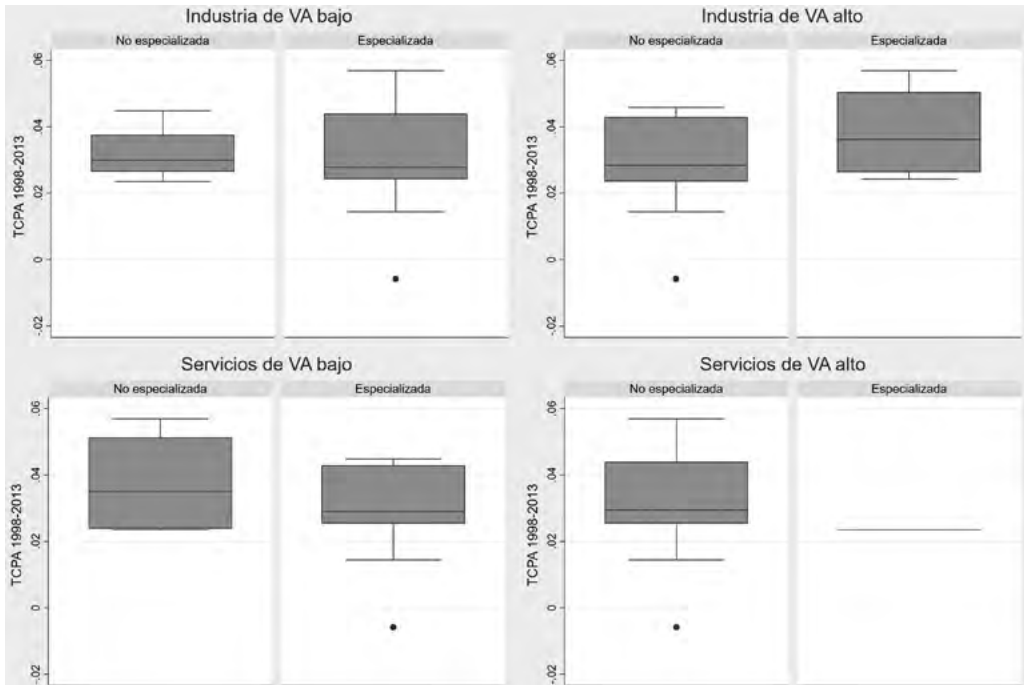 Industria de VA bajo
No especializada Especializada
TCPA 1998-2013
.06
.04
.02
0
-.02
Industria de VA alto
No especializada Especializada
TCPA 1998-2013
.06
.04
.02
0
-.02
Servicios de VA bajo
No especializada Especializada
TCPA 1998-2013
.06
.04
.02
0
-.02
Servicios de VA alto
No especializada Especializada
TCPA 1998-2013
.06
.04
.02
0
-.02